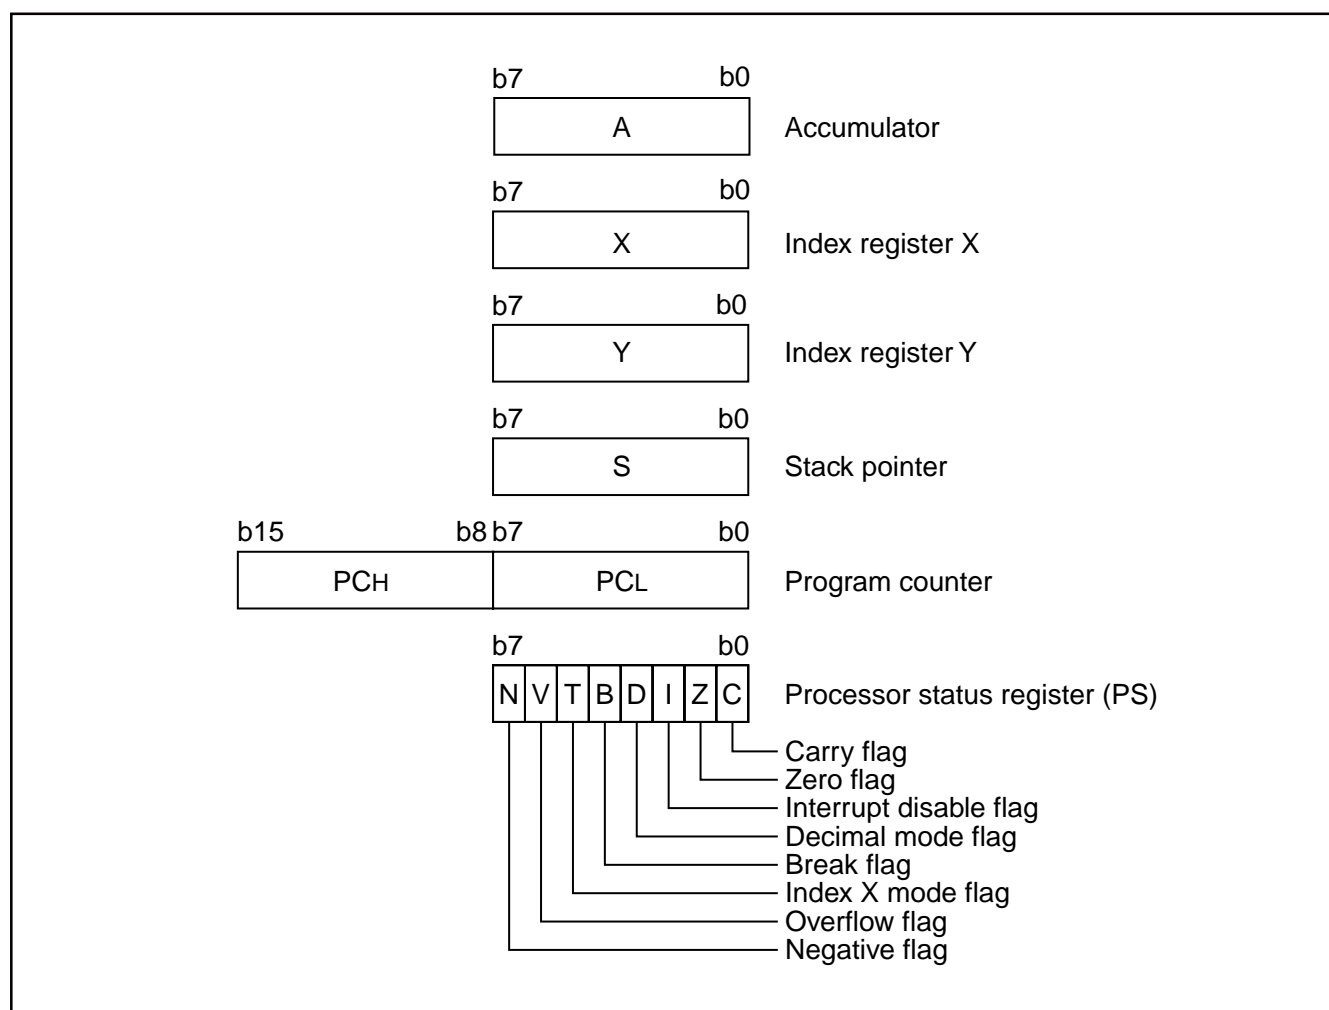 b7 b0
A Accumulator
b7 b0
X Index register X
b7 b0
Y Index register Y
b7 b0
S Stack pointer
b15 b8 b7 b0
PCH PCL Program counter
b7 b0
N V T B D I Z C Processor status register (PS)
Carry flag
Zero flag
Interrupt disable flag
Decimal mode flag
Break flag
Index X mode flag
Overflow flag
Negative flag